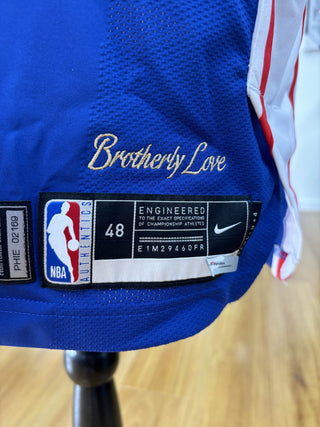 Brotherly Love
NBA
AUTHENTICS
48
ENGINEERED
TO THE EXACT SPECIFICATIONS
OF CHAMPIONSHIP ATHLETES
E1M29460PR
PHIE 02169